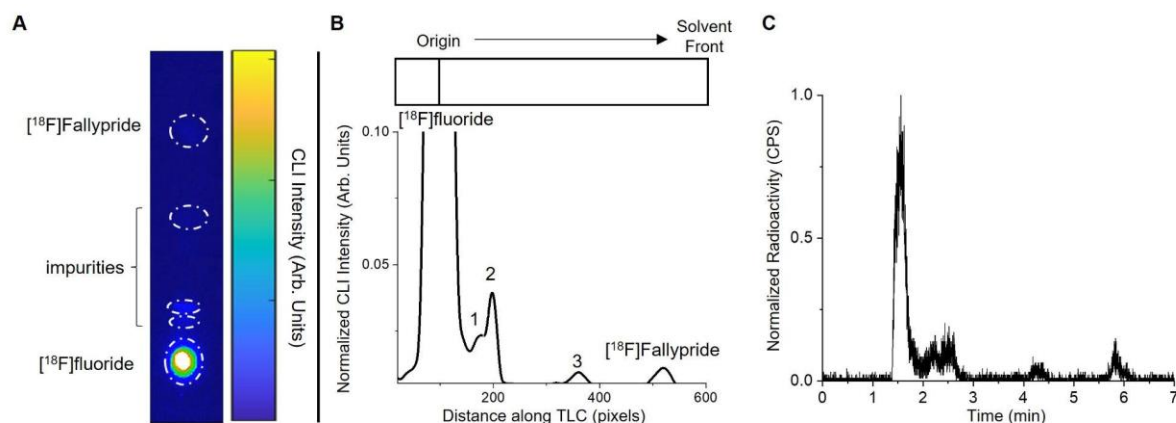 A
[¹⁸F]Fallypride
impurities
[¹⁸F]fluoride
CLI Intensity (Arb. Units)
B
Origin
Solvent
Front
[¹⁸F]fluoride
0.10
0.05
1
2
3
[¹⁸F]Fallypride
200
400
600
Normalized CLI Intensity (Arb. Units)
Distance along TLC (pixels)
C
1.0
0.5
0.0
0
1
2
3
4
5
6
7
Normalized Radioactivity (CPS)
Time (min)